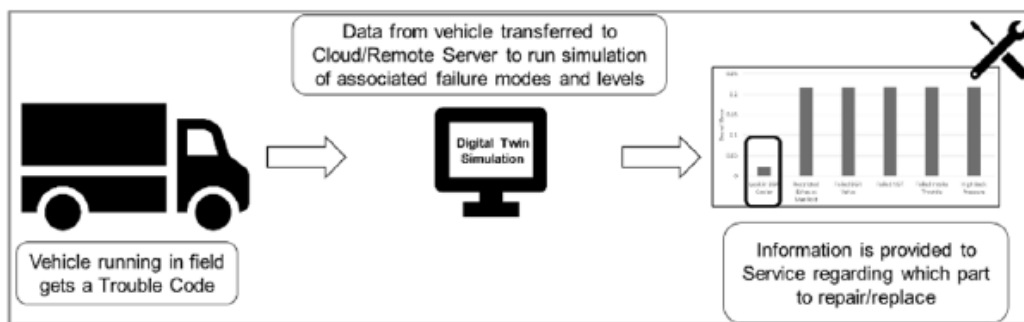 Data from vehicle transferred to
Cloud/Remote Server to run simulation
of associated failure modes and levels
Digital Twin
Simulation
Vehicle running in field
gets a Trouble Code
Information is provided to
Service regarding which part
to repair/replace